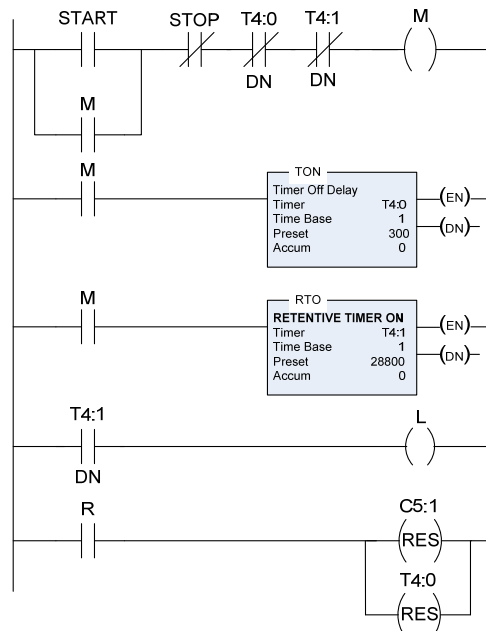 START STOP T4:0 T4:1 M
DN DN
M
M
TON
Timer Off Delay
Timer T4:0
Time Base 1
Preset 300
Accum 0
(EN)
(DN)
M
RTO
RETENTIVE TIMER ON
Timer T4:1
Time Base 1
Preset 28800
Accum 0
(EN)
(DN)
T4:1 L
DN
R C5:1
RES
T4:0
RES